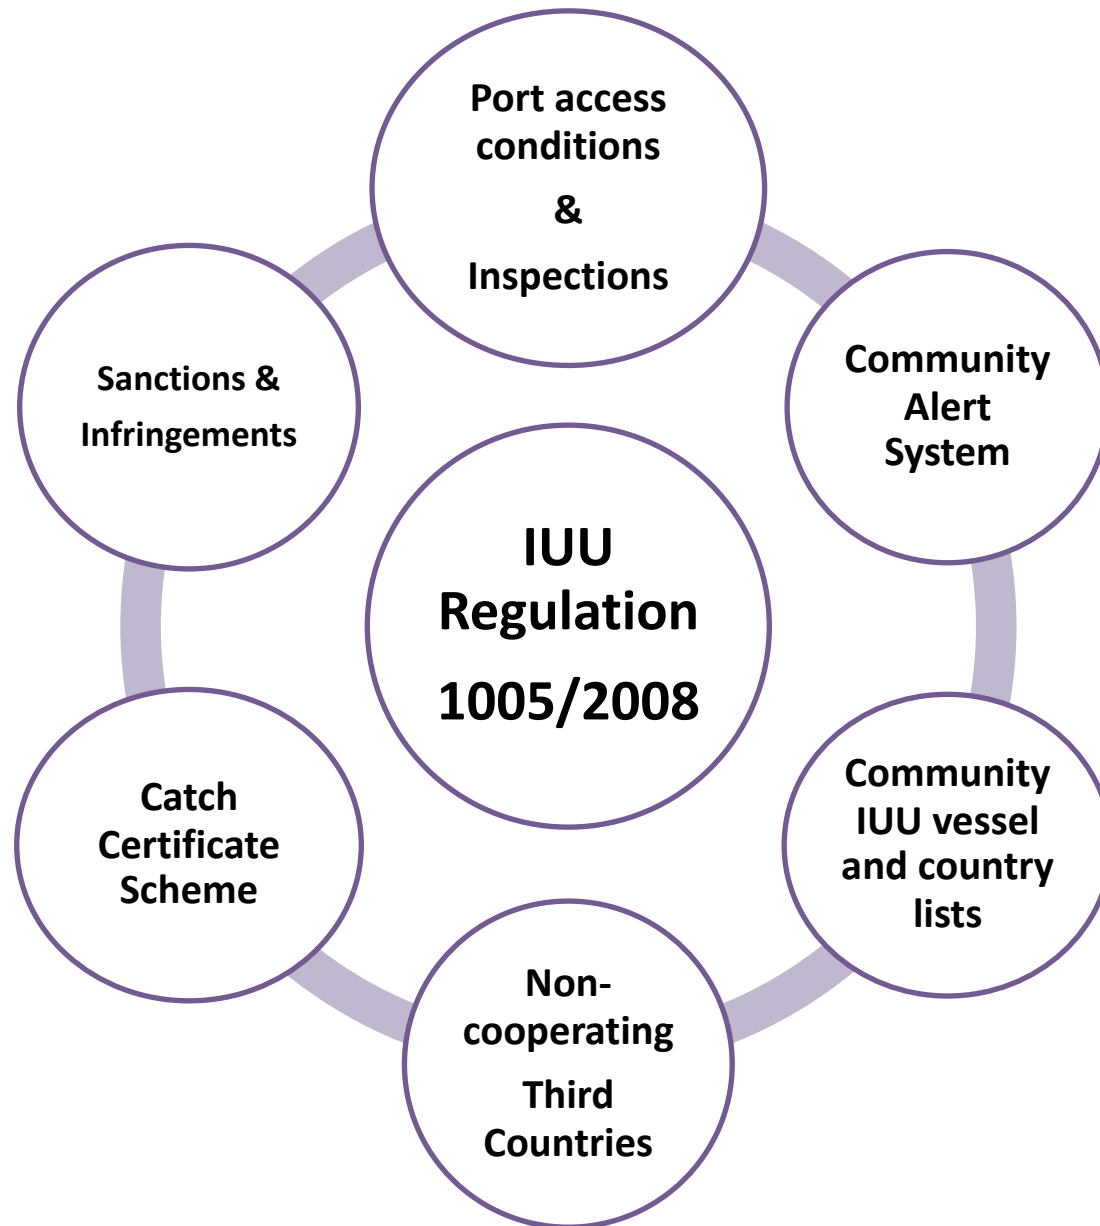 Port access
conditions
&
Inspections
Community
Alert
System
Community
IUU vessel
and country
lists
Non-
cooperating
Third
Countries
Catch
Certificate
Scheme
Sanctions &
Infringements
IUU
Regulation
1005/2008